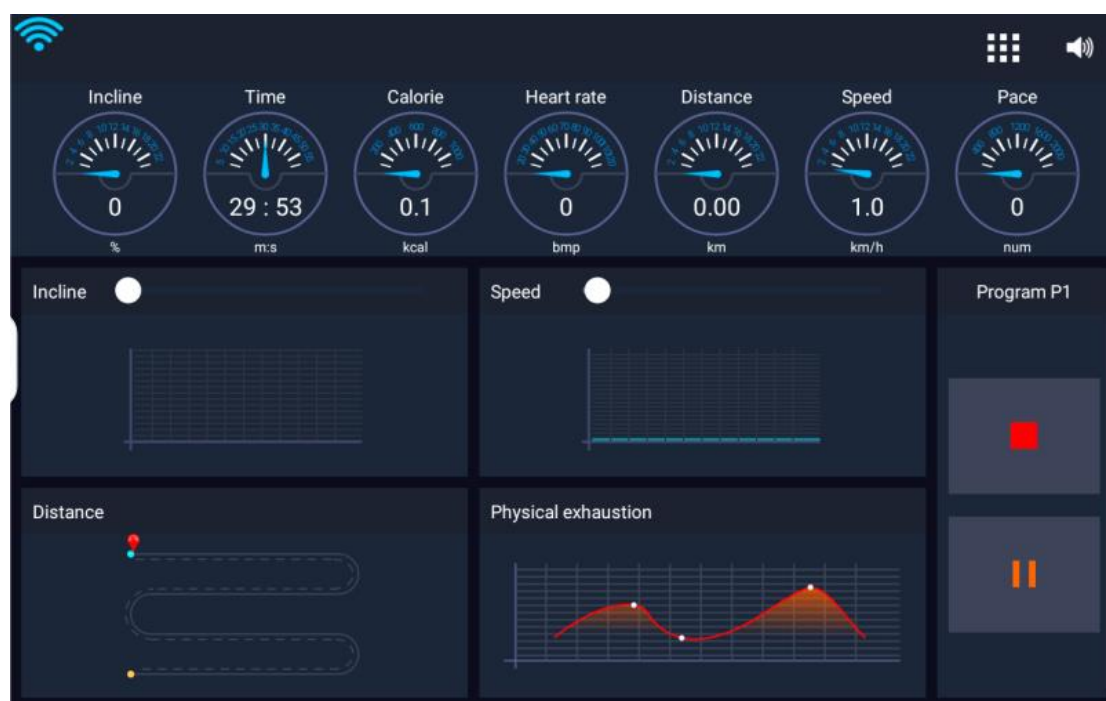 Incline Time Calorie Heart rate Distance Speed Pace
0 29 : 53 0.1 0 0.00 1.0 0
% m:s kcal bmp km km/h num
Incline Speed Program P1
Distance Physical exhaustion